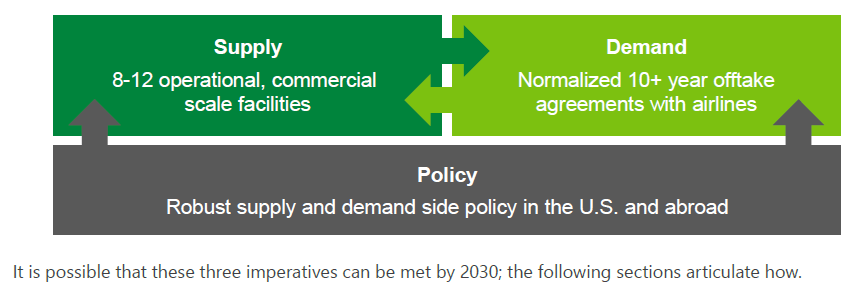 Supply
8-12 operational, commercial
scale facilities
Demand
Normalized 10+ year offtake
agreements with airlines
Policy
Robust supply and demand side policy in the U.S. and abroad
It is possible that these three imperatives can be met by 2030; the following sections articulate how.